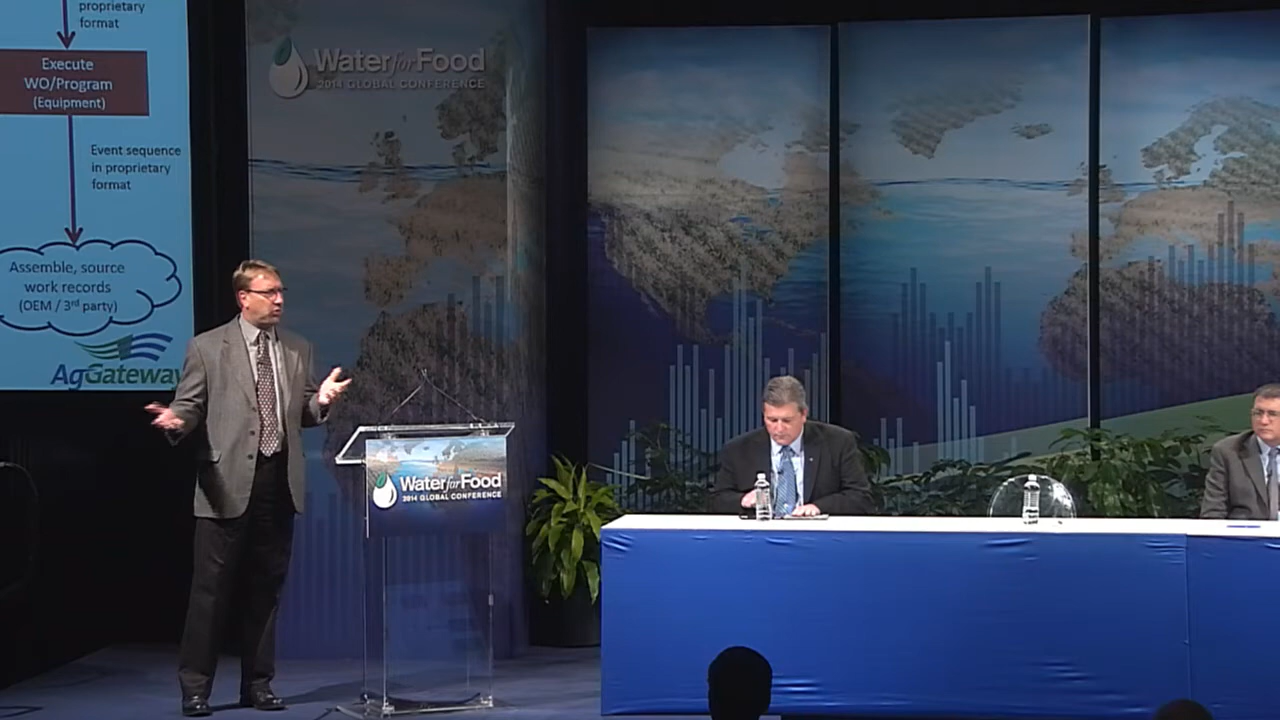 proprietary
format
Execute
WO/Program
(Equipment)
Event sequence
in proprietary
format
Assemble, source
work records
(OEM / 3rd party)
AgGateway
Water for Food
2014 GLOBAL CONFERENCE
Water for Food
2014 GLOBAL CONFERENCE